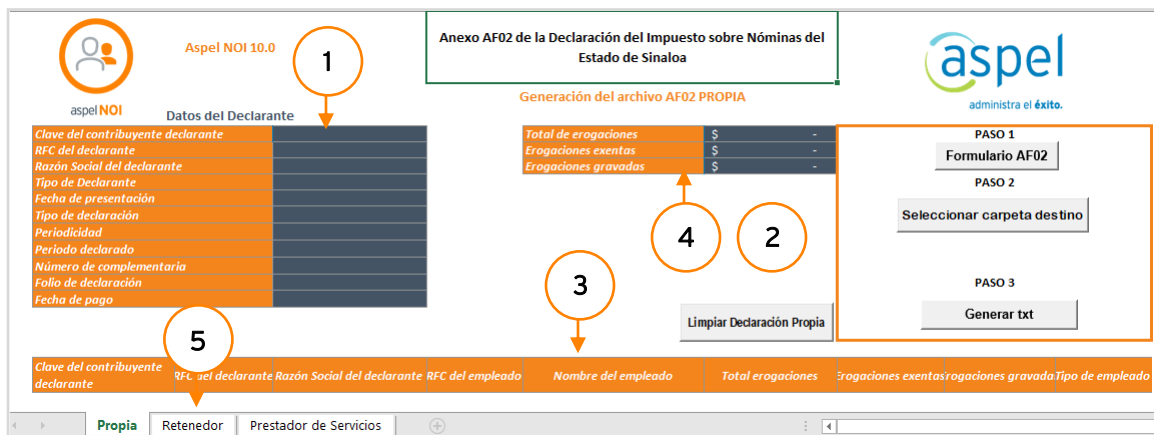 Aspel NOI 10.0
aspel NOI
1
Anexo AF02 de la Declaración del Impuesto sobre Nóminas del
Estado de Sinaloa
Generación del archivo AF02 PROPIA
aspel
administra el éxito.
Datos del Declarante
Clave del contribuyente declarante
RFC del declarante
Razón Social del declarante
Tipo de Declarante
Fecha de presentación
Tipo de declaración
Periodicidad
Periodo declarado
Número de complementaria
Folio de declaración
Fecha de pago
Total de erogaciones $ -
Erogaciones exentas $ -
Erogaciones gravadas $ -
4
2
3
Limpiar Declaración Propia
PASO 1
Formulario AF02
PASO 2
Seleccionar carpeta destino
PASO 3
Generar txt
5
Clave del contribuyente
declarante
RFC del declarante
Razón Social del declarante
RFC del empleado
Nombre del empleado
Total erogaciones
Erogaciones exentas
rogaciones gravada
Tipo de empleado
Propia
Retenedor
Prestador de Servicios